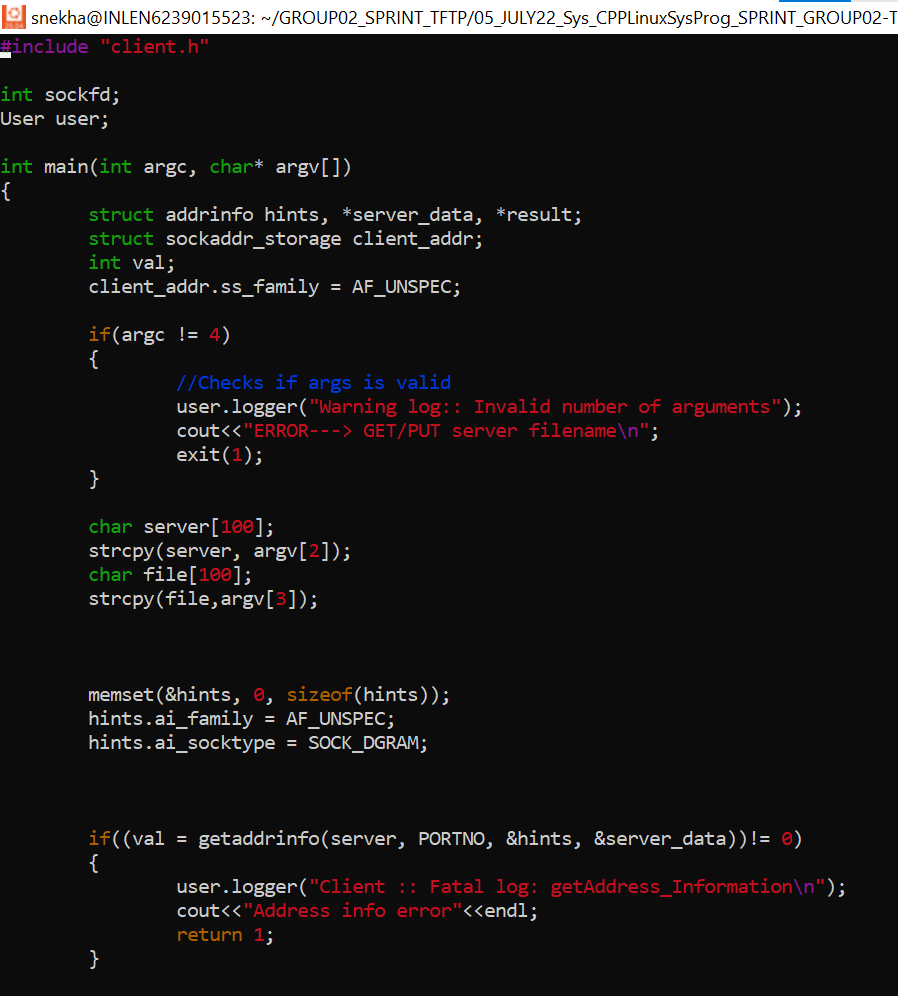 snekha@INLEN6239015523: ~/GROUP02_SPRINT_TFTP/05_JULY22_Sys_CPPLinuxSysProg_SPRINT_GROUP02-T
#include "client.h"
int sockfd;
User user;
int main(int argc, char* argv[])
{
struct addrinfo hints, *server_data, *result;
struct sockaddr_storage client_addr;
int val;
client_addr.ss_family = AF_UNSPEC;
if(argc != 4)
{
//Checks if args is valid
user.logger("Warning log:: Invalid number of arguments");
cout<<"ERROR---> GET/PUT server filename\n";
exit(1);
}
char server[100];
strcpy(server, argv[2]);
char file[100];
strcpy(file,argv[3]);
memset(&hints, 0, sizeof(hints));
hints.ai_family = AF_UNSPEC;
hints.ai_socktype = SOCK_DGRAM;
if((val = getaddrinfo(server, PORTNO, &hints, &server_data))!= 0)
{
user.logger("Client :: Fatal log: getAddress_Information\n");
cout<<"Address info error"<<endl;
return 1;
}